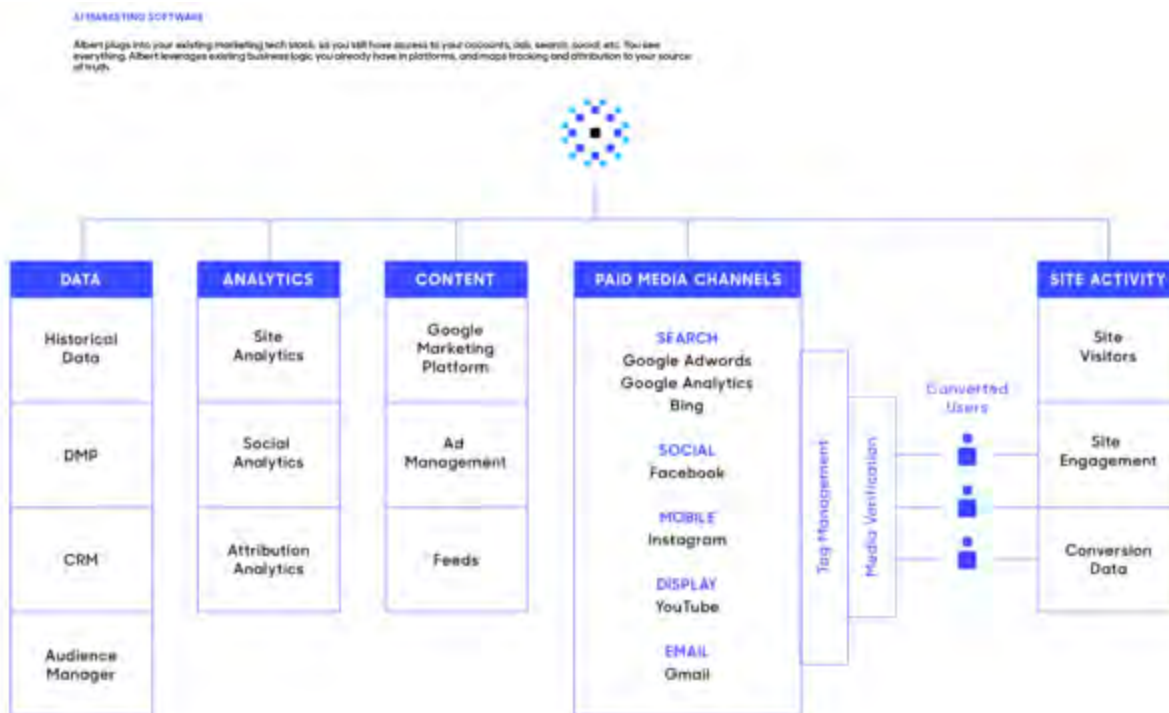 AI MARKETING SOFTWARE
Albert plugs into your existing marketing tech stack, so you still have access to your accounts, ads, search, social, etc. You see
everything. Albert leverages existing business logic you already have in platforms, and maps tracking and attribution to your source
of truth.
DATA
Historical
Data
DMP
CRM
Audience
Manager
ANALYTICS
Site
Analytics
Social
Analytics
Attribution
Analytics
CONTENT
Google
Marketing
Platform
Ad
Management
Feeds
PAID MEDIA CHANNELS
SEARCH
Google Adwords
Google Analytics
Bing
SOCIAL
Facebook
MOBILE
Instagram
DISPLAY
YouTube
EMAIL
Gmail
Tag Management
Media Verification
Converted
Users
SITE ACTIVITY
Site
Visitors
Site
Engagement
Conversion
Data